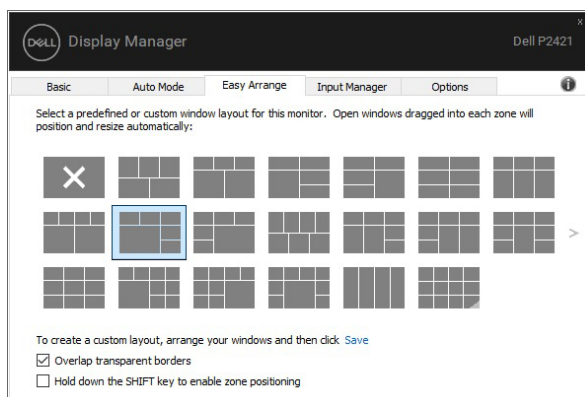 x
DELL Display Manager Dell P2421
Basic Auto Mode Easy Arrange Input Manager Options
Select a predefined or custom window layout for this monitor. Open windows dragged into each zone will
position and resize automatically:
>
To create a custom layout, arrange your windows and then click Save
Overlap transparent borders
Hold down the SHIFT key to enable zone positioning